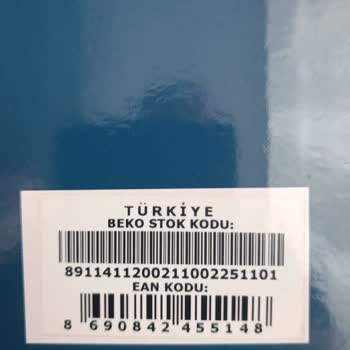 TÜRKİYE
BEKO STOK KODU:
8911411200211002251101
EAN KODU:
8 690842 455148